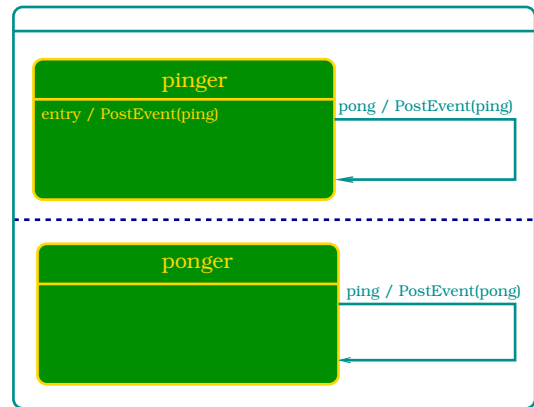 pinger
entry / PostEvent(ping)
pong / PostEvent(ping)
ponger
ping / PostEvent(pong)